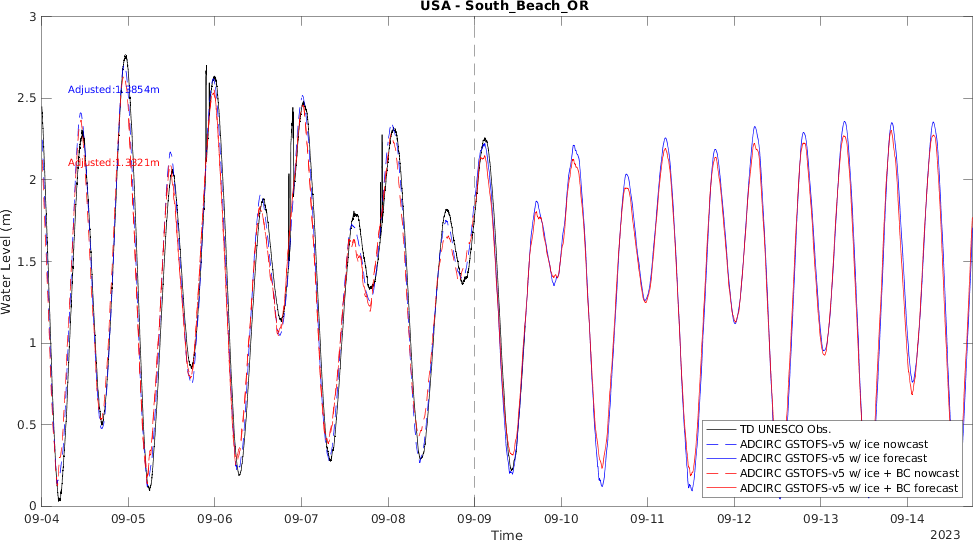 USA - South_Beach_OR
3
2.5
2
1.5
1
0.5
0
Water Level (m)
Adjusted:1.3854m
Adjusted:1.3321m
TD UNESCO Obs.
ADCIRC GSTOFS-v5 w/ ice nowcast
ADCIRC GSTOFS-v5 w/ ice forecast
ADCIRC GSTOFS-v5 w/ ice + BC nowcast
ADCIRC GSTOFS-v5 w/ ice + BC forecast
09-04 09-05 09-06 09-07 09-08 09-09 09-10 09-11 09-12 09-13 09-14
Time
2023